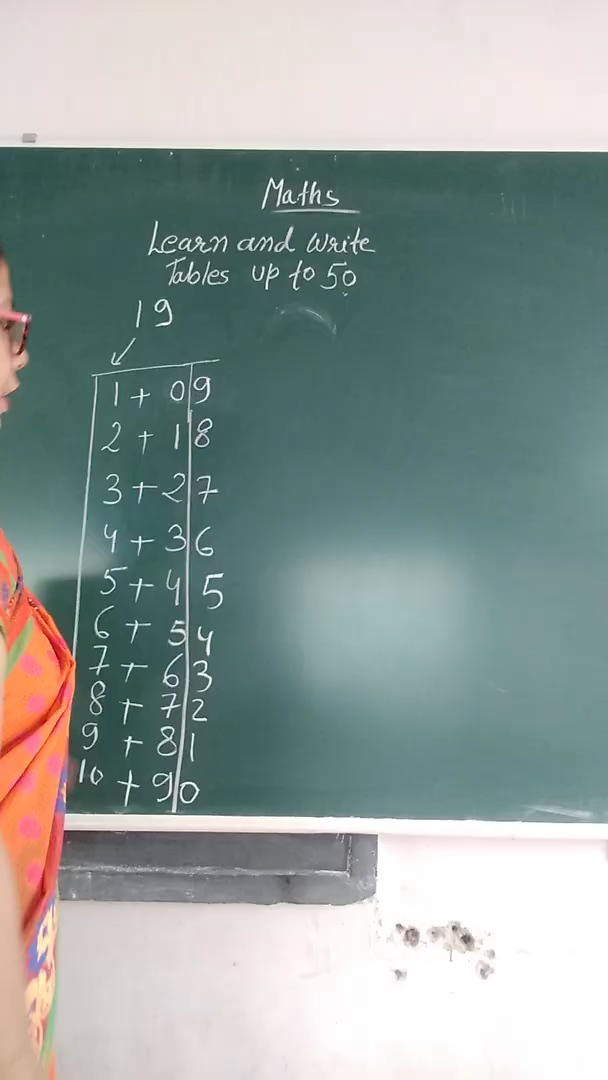 Maths
Learn and write
Tables up to 50
19
1 + 0 9
2 + 1 8
3 + 2 7
4 + 3 6
5 + 4 5
6 + 5 4
7 + 6 3
8 + 7 2
9 + 8 1
10 + 9 0